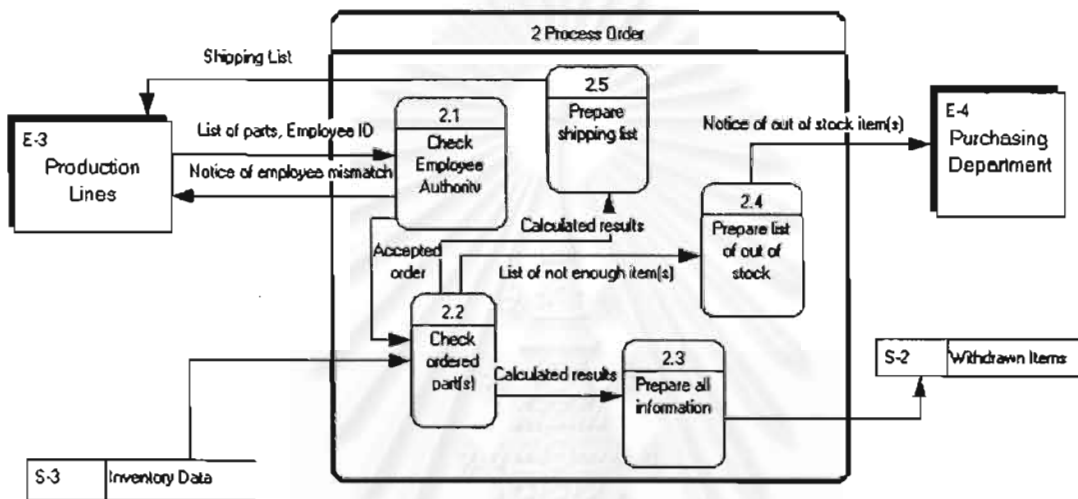 2 Process Order
Shipping List
2.5
Prepare
shipping list
E-3
Production
Lines
List of parts, Employee ID
Notice of employee mismatch
2.1
Check
Employee
Authority
Notice of out of stock item(s)
E-4
Purchasing
Department
2.4
Prepare list
of out of
stock
Calculated results
Accepted
order
List of not enough item(s)
2.2
Check
ordered
part(s)
Calculated results
2.3
Prepare all
information
S-2
Withdrawn Items
S-3
Inventory Data